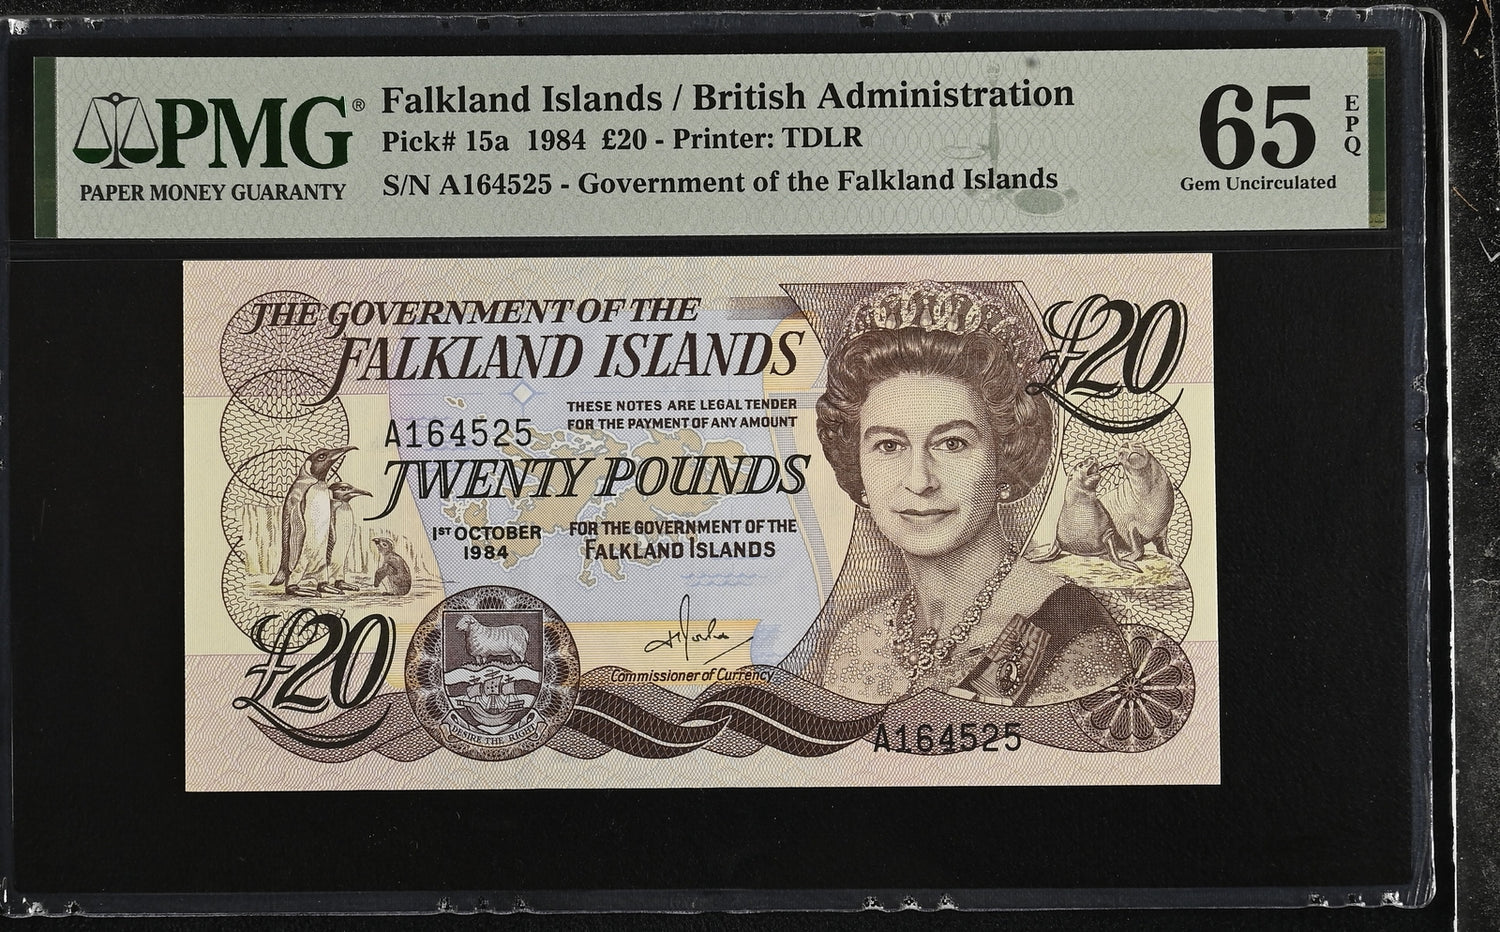 PMG®
PAPER MONEY GUARANTY
Falkland Islands / British Administration
Pick# 15a 1984 £20 - Printer: TDLR
S/N A164525 - Government of the Falkland Islands
65
EPQ
Gem Uncirculated
THE GOVERNMENT OF THE
FALKLAND ISLANDS
£20
THESE NOTES ARE LEGAL TENDER
FOR THE PAYMENT OF ANY AMOUNT
A164525
TWENTY POUNDS
1ST OCTOBER
1984
FOR THE GOVERNMENT OF THE
FALKLAND ISLANDS
£20
Commissioner of Currency
DESIRE THE RIGHT
A164525